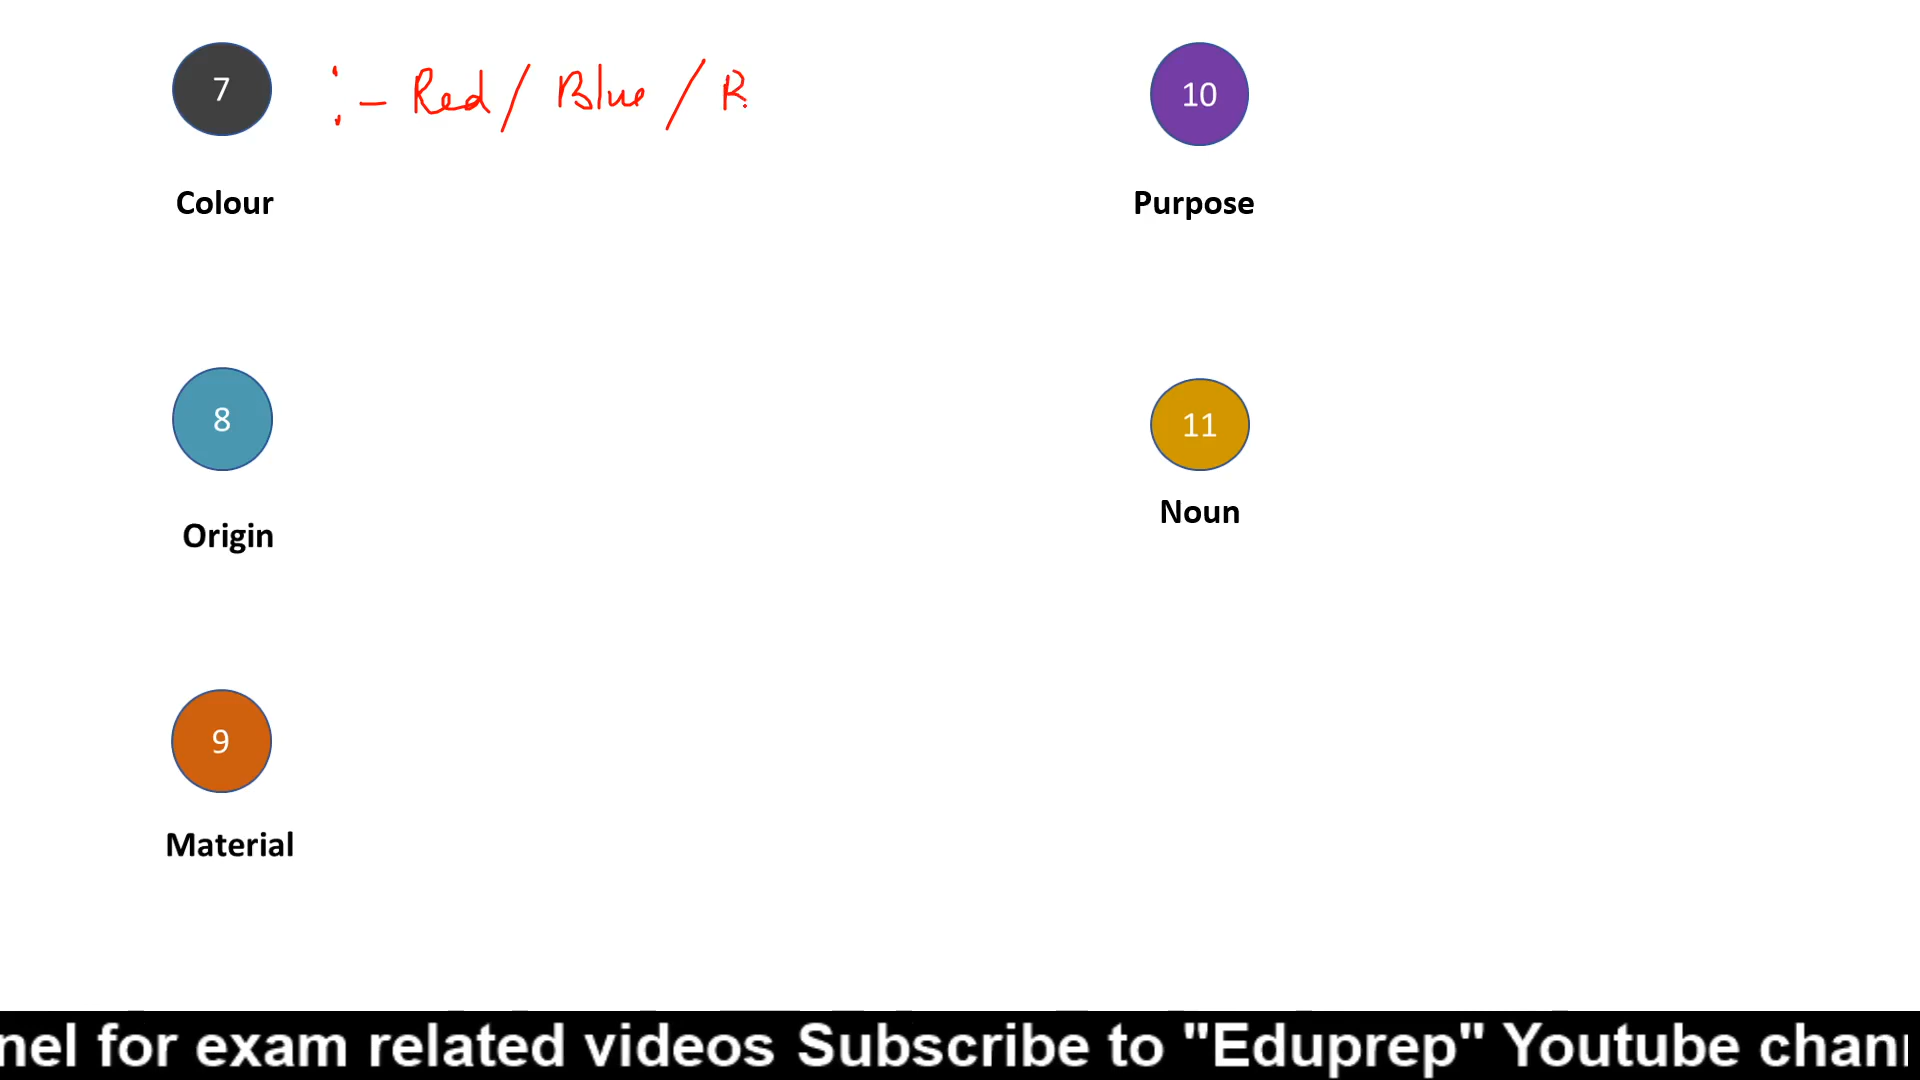 7 :- Red / Blue / B
Colour
8
Origin
9
Material
10
Purpose
11
Noun
nel for exam related videos Subscribe to "Eduprep" Youtube chan